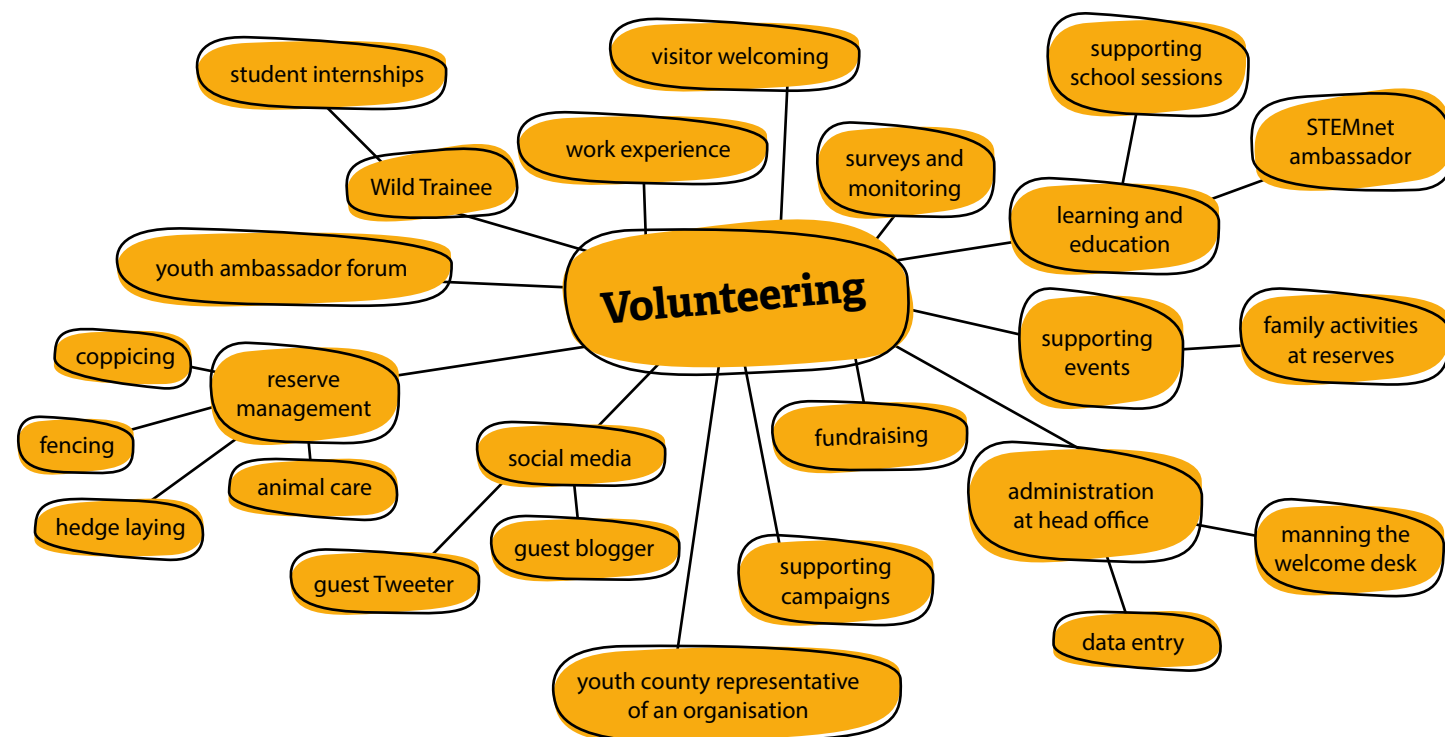 student internships
visitor welcoming
supporting
school sessions
STEMnet
ambassador
work experience
surveys and
monitoring
Wild Trainee
learning and
education
youth ambassador forum
Volunteering
coppicing
reserve
management
supporting
events
family activities
at reserves
fencing
social media
fundraising
animal care
administration
at head office
hedge laying
guest blogger
manning the
welcome desk
guest Tweeter
supporting
campaigns
data entry
youth county representative
of an organisation